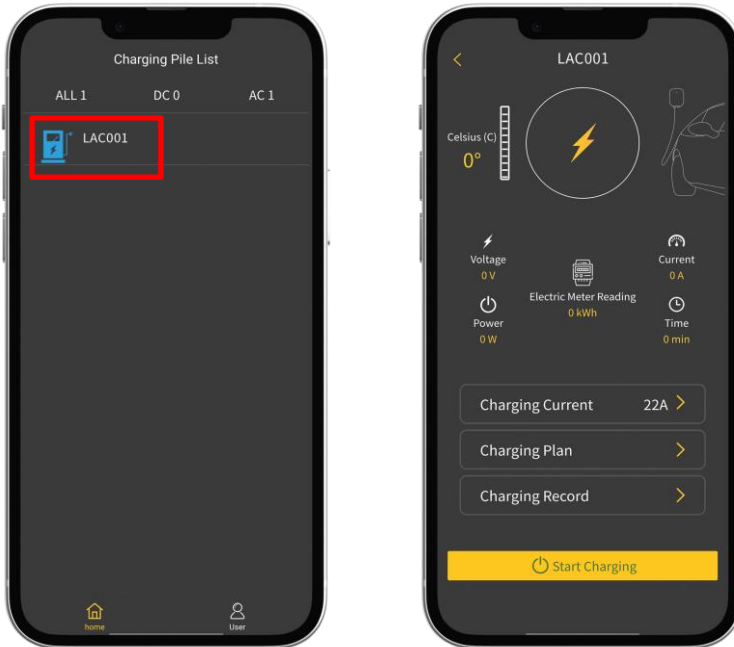 Charging Pile List
ALL 1 DC 0 AC 1
LAC001
home User
LAC001
Celsius (C)
0°
Voltage
0 V
Current
0 A
Electric Meter Reading
0 kWh
Power
0 W
Time
0 min
Charging Current 22A
Charging Plan
Charging Record
Start Charging